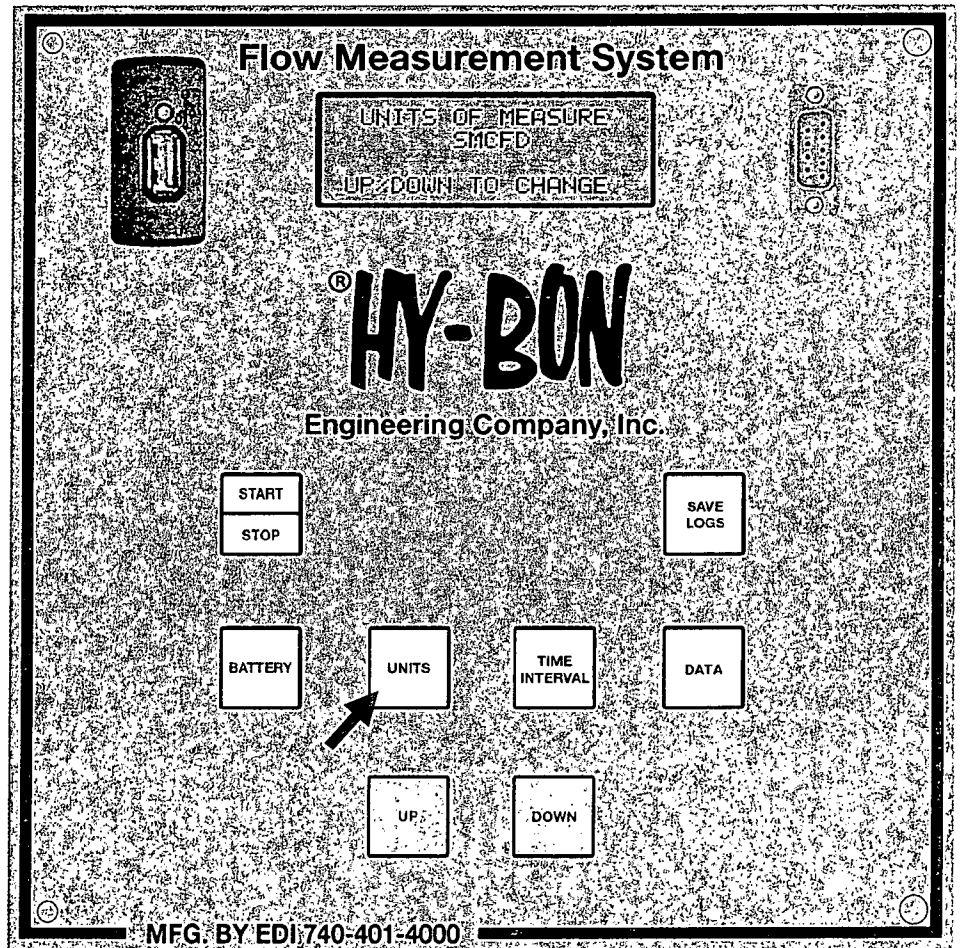 Flow Measurement System
UNITS OF MEASURE
SMCFD
UP/DOWN TO CHANGE.
®HY-BON
Engineering Company, Inc.
START
STOP
SAVE
LOGS
BATTERY
UNITS
TIME
INTERVAL
DATA
UP
DOWN
MFG. BY EDI 740-401-4000